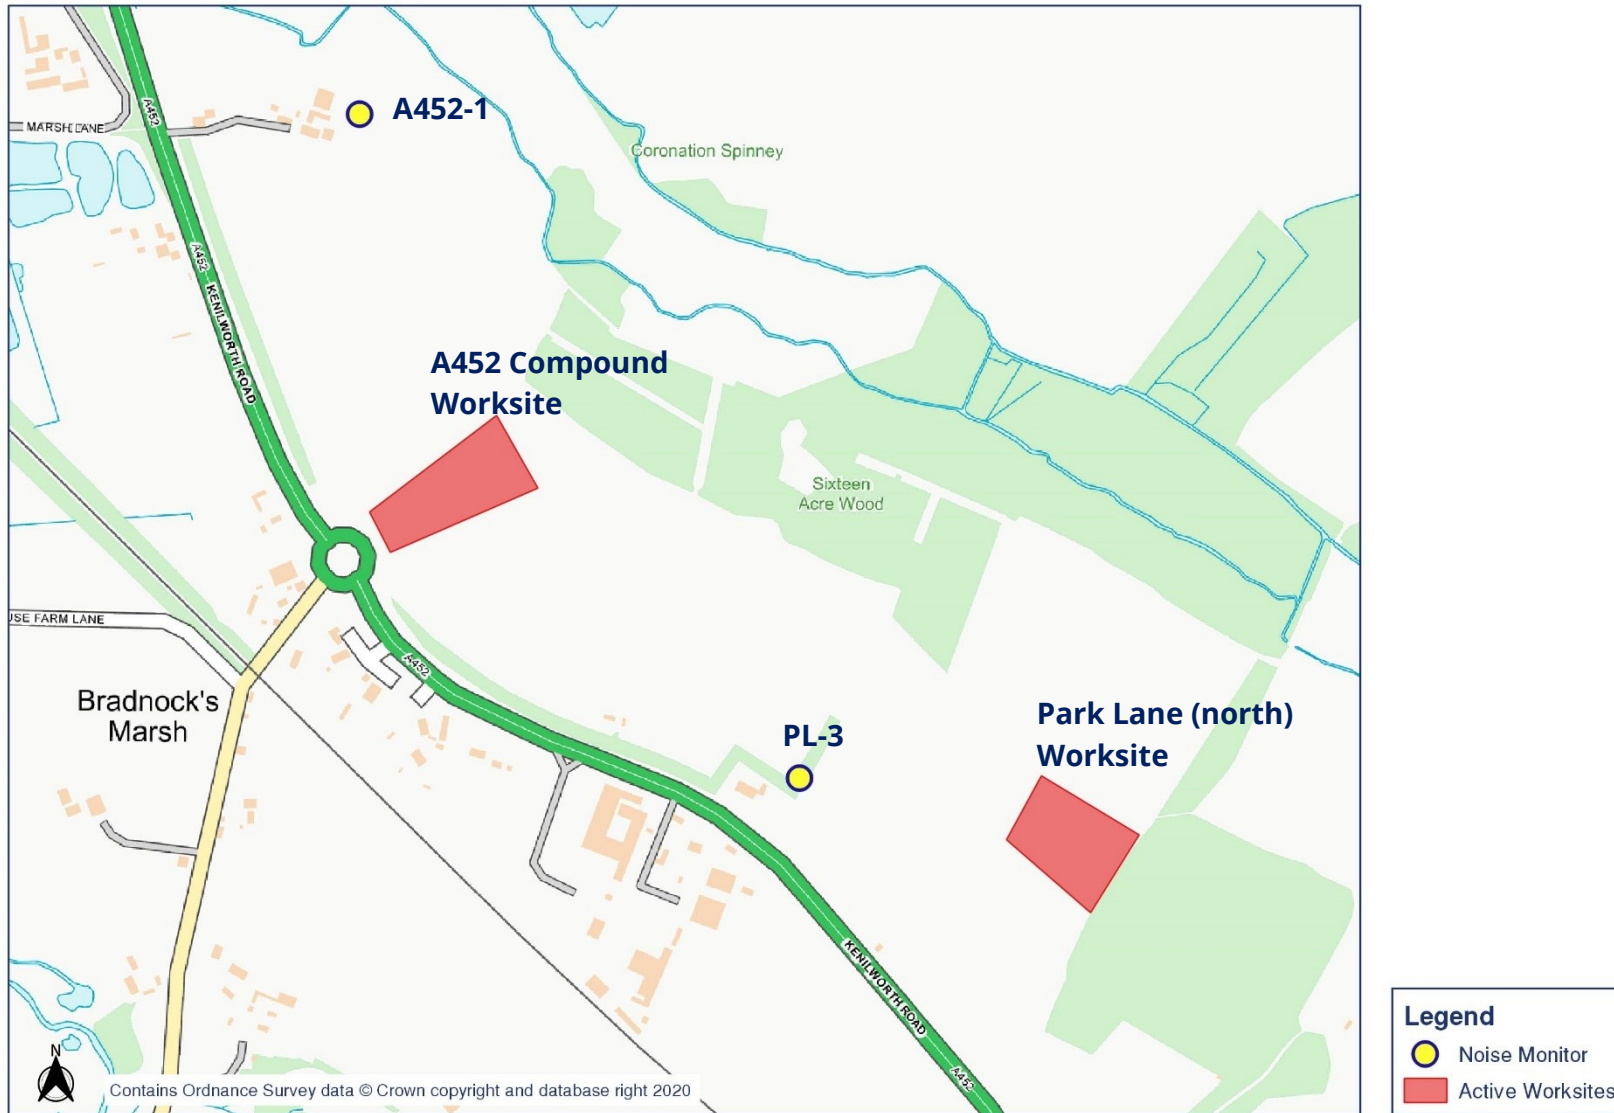 A452-1
A452
MARSH LANE
Coronation Spinney
A452
KENILWORTH ROAD
A452 Compound
Worksite
Sixteen
Acre Wood
USE FARM LANE
A452
Bradnock's
Marsh
PL-3
Park Lane (north)
Worksite
KENILWORTH ROAD
A452
N
Contains Ordnance Survey data © Crown copyright and database right 2020
Legend
Noise Monitor
Active Worksites